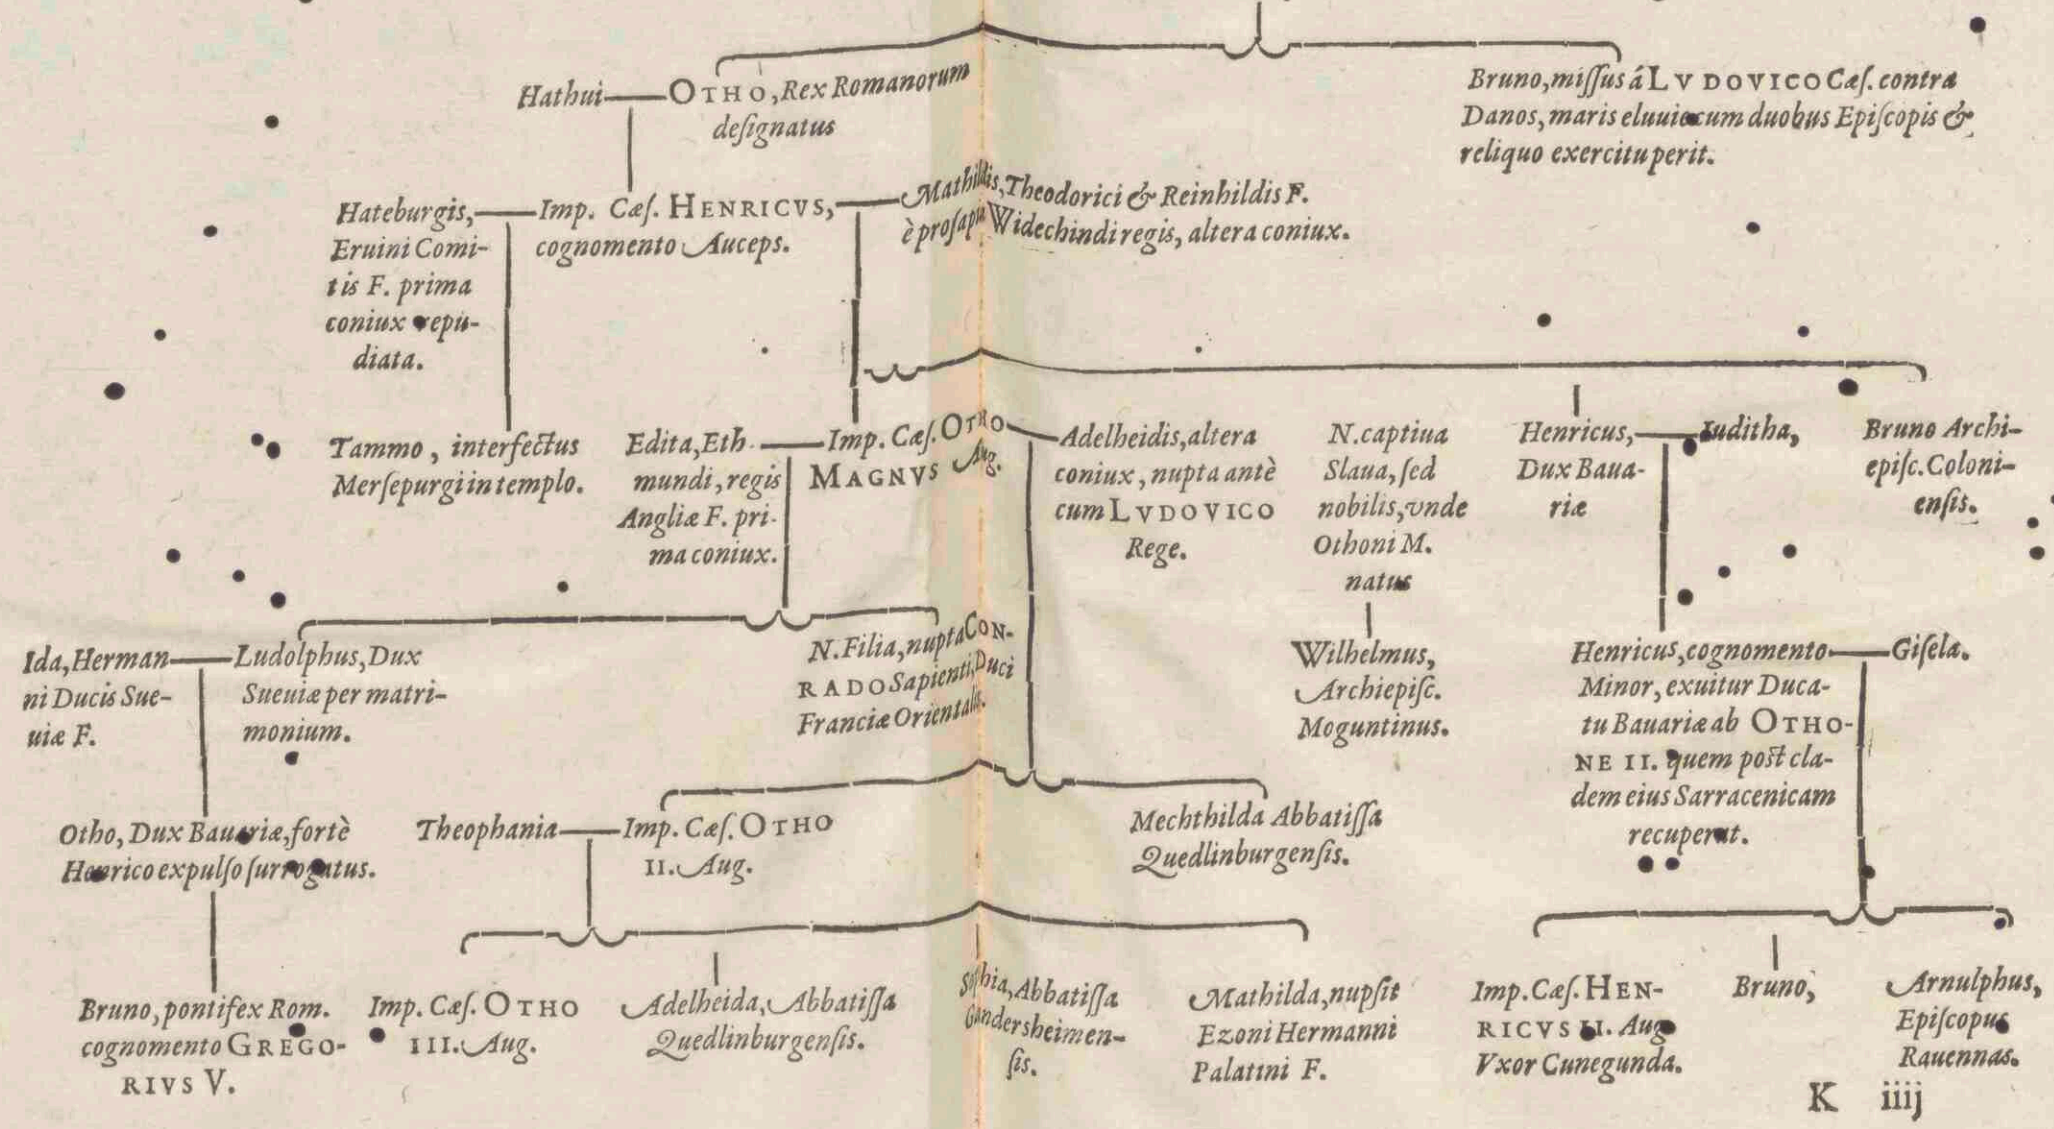 Hathui OTHO, Rex Romanorum
deſignatus
Bruno, miſſus á LVDOVICO Cæſ. contra
Danos, maris eluuie cum duobus Epiſcopis &
reliquo exercitu perit.
Hateburgis,
Eruini Comi-
tis F. prima
coniux repu-
diata.
Imp. Cæſ. HENRICVS,
cognomento Auceps.
Mathildis, Theodorici & Reinhildis F.
è proſapia Widechindi regis, altera coniux.
Tammo, interfectus
Merſepurgi in templo.
Edita, Eth
mundi, regis
Angliæ F. pri-
ma coniux.
Imp. Cæſ. OTHO
MAGNVS Aug.
Adelheidis, altera
coniux, nupta antè
cum LVDOVICO
Rege.
N. captiua
Slaua, ſed
nobilis, vnde
Othoni M.
natus
Henricus,
Dux Baua-
riæ
Iuditha,
Bruno Archi-
epiſc. Coloni-
enſis.
Ida, Herman
ni Ducis Sue-
uiæ F.
Ludolphus, Dux
Sueuiæ per matri-
monium.
N. Filia, nupta CON-
RADO Sapienti, Duci
Franciæ Orientalis.
Wilhelmus,
Archiepiſc.
Moguntinus.
Henricus, cognomento
Minor, exuitur Duca-
tu Bauariæ ab OTHO-
NE II. quem poſt cla-
dem eius Sarracenicam
recuperat.
Giſela.
Otho, Dux Bauariæ, fortè
Henrico expulſo ſurrogatus.
Theophania
Imp. Cæſ. OTHO
II. Aug.
Mechthilda Abbatiſſa
Quedlinburgenſis.
Bruno, pontifex Rom.
cognomento GREGO-
RIVS V.
Imp. Cæſ. OTHO
III. Aug.
Adelheida, Abbatiſſa
Quedlinburgenſis.
Sophia, Abbatiſſa
Gandersheimen-
ſis.
Mathilda, nupſit
Ezoni Hermanni
Palatini F.
Imp. Cæſ. HEN-
RICVS II. Aug
Vxor Cunegunda.
Bruno,
Arnulphus,
Epiſcopus
Rauennas.
K iiij